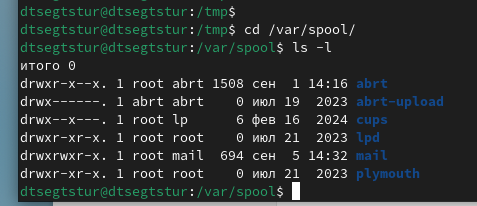 dtsegtstur@dtsegtstur:/tmp$
dtsegtstur@dtsegtstur:/tmp$ cd /var/spool/
dtsegtstur@dtsegtstur:/var/spool$ ls -l
итого 0
drwxr-x--x. 1 root abrt 1508 сен  1 14:16 abrt
drwx------. 1 abrt abrt    0 июл 19  2023 abrt-upload
drwx--x---. 1 root lp      6 фев 16  2024 cups
drwxr-xr-x. 1 root root    0 июл 21  2023 lpd
drwxrwxr-x. 1 root mail  694 сен  5 14:32 mail
drwxr-xr-x. 1 root root    0 июл 21  2023 plymouth
dtsegtstur@dtsegtstur:/var/spool$